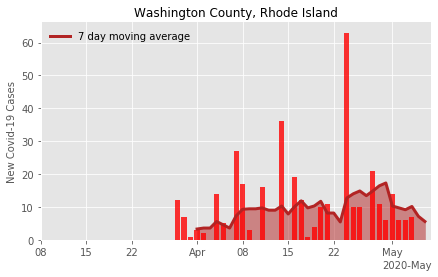 Washington County, Rhode Island
7 day moving average
New Covid-19 Cases
60
50
40
30
20
10
0
08
15
22
Apr
08
15
22
May
2020-May